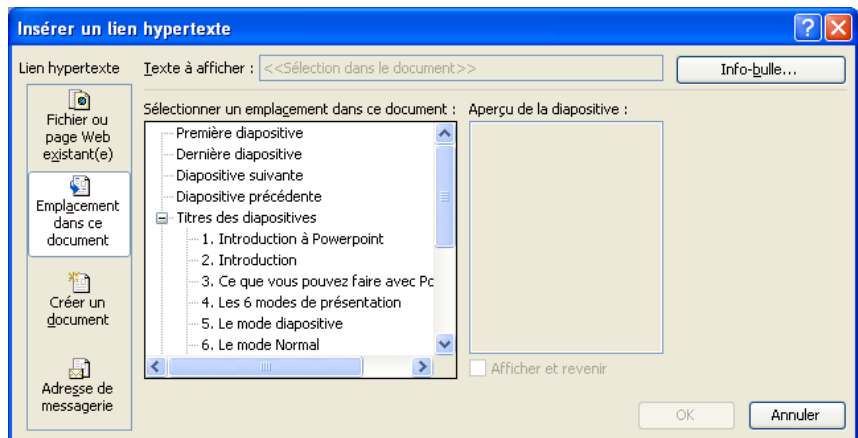 Insérer un lien hypertexte
Lien hypertexte
Texte à afficher : <<Sélection dans le document>>
Info-bulle...
Fichier ou
page Web
existant(e)
Emplacement
dans ce
document
Créer un
document
Adresse de
messagerie
Sélectionner un emplacement dans ce document :
Première diapositive
Dernière diapositive
Diapositive suivante
Diapositive précédente
Titres des diapositives
1. Introduction à Powerpoint
2. Introduction
3. Ce que vous pouvez faire avec Po
4. Les 6 modes de présentation
5. Le mode diapositive
6. Le mode Normal
Aperçu de la diapositive :
Afficher et revenir
OK
Annuler